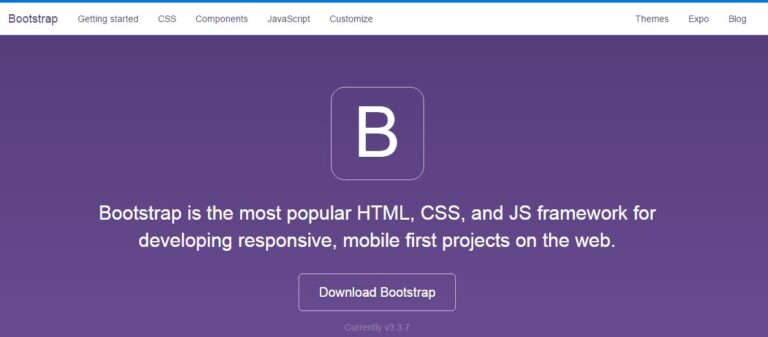 Bootstrap Getting started CSS Components JavaScript Customize Themes Expo Blog
B
Bootstrap is the most popular HTML, CSS, and JS framework for
developing responsive, mobile first projects on the web.
Download Bootstrap
Currently v3.3.7